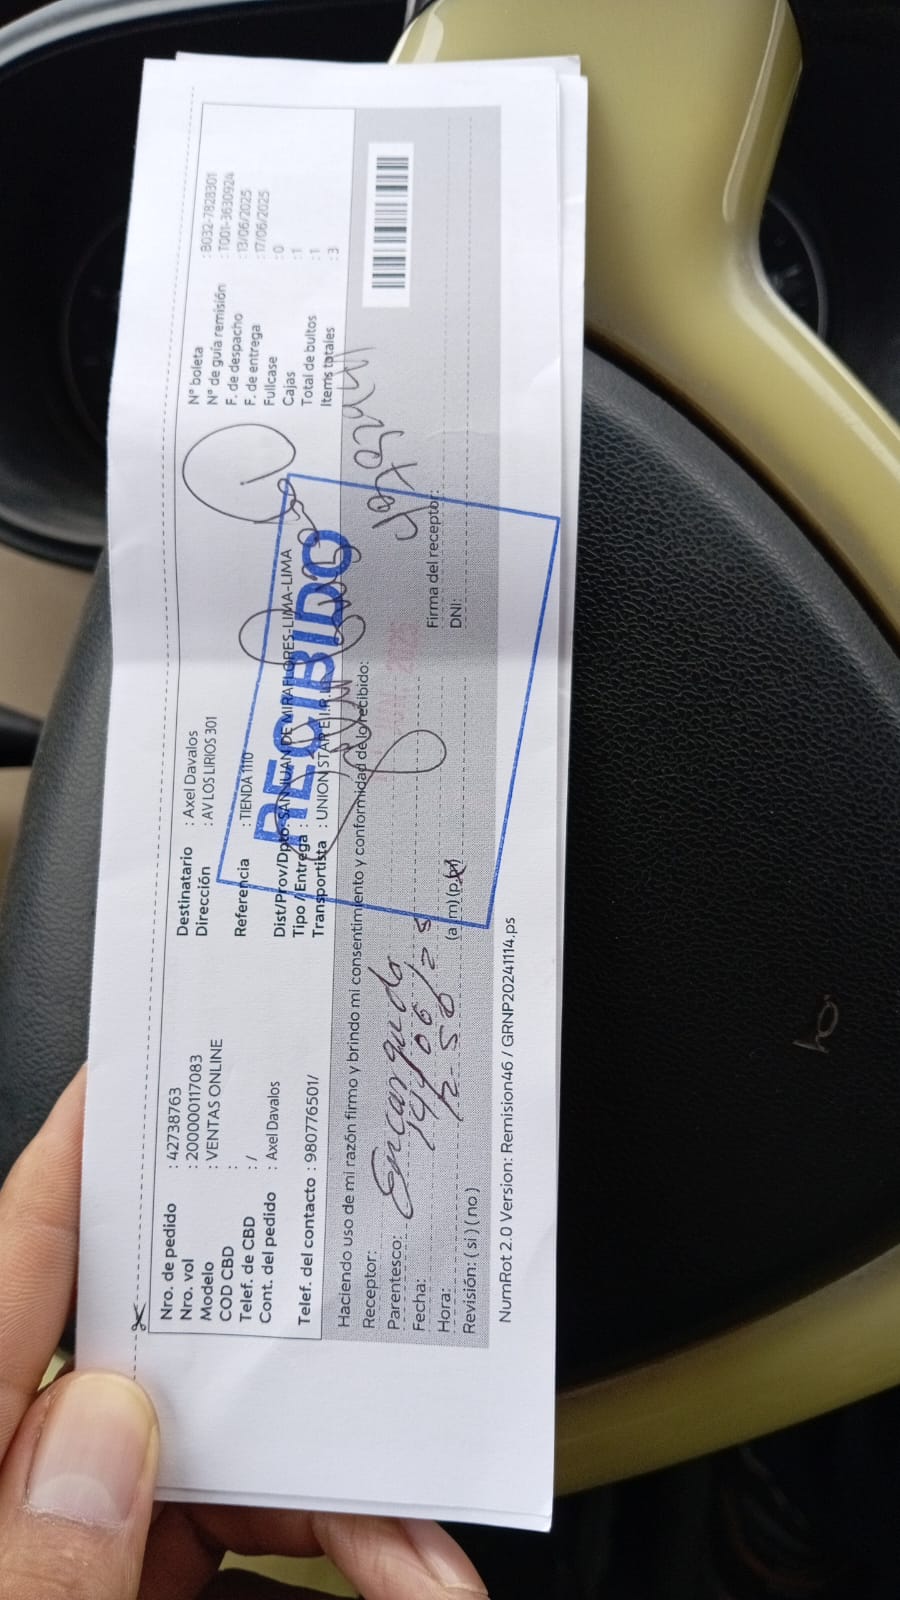 Nro. de pedido : 42738763
Nro. vol : 200000117083
Modelo : VENTAS ONLINE
COD CBD :
Telef. de CBD : /
Cont. del pedido : Axel Davalos
Telef. del contacto : 980776501/
Destinatario : Axel Davalos
Dirección : AV LOS LIRIOS 301
Referencia : TIENDA 1110
Dist/Prov/Dpto: SAN JUAN DE MIRAFLORES-LIMA-LIMA
Tipo / Entrega :
Transportista : UNION STAR E.I.R.L
N° boleta : B032-7828301
N° de guía remisión : T001-3630924
F. de despacho : 13/06/2025
F. de entrega : 17/06/2025
Fullcase : 0
Cajas : 1
Total de bultos : 1
Items totales : 3
RECIBIDO
Haciendo uso de mi razón firmo y brindo mi consentimiento y conformidad de lo recibido:
Receptor:
Parentesco: Encargado
Fecha: 14/06/25
Hora: 12-50 (a.m) (p.m)
Revisión: ( si ) ( no )
Firma del receptor:
DNI:
NumRot 2.0 Version: Remision46 / GRNP20241114.ps